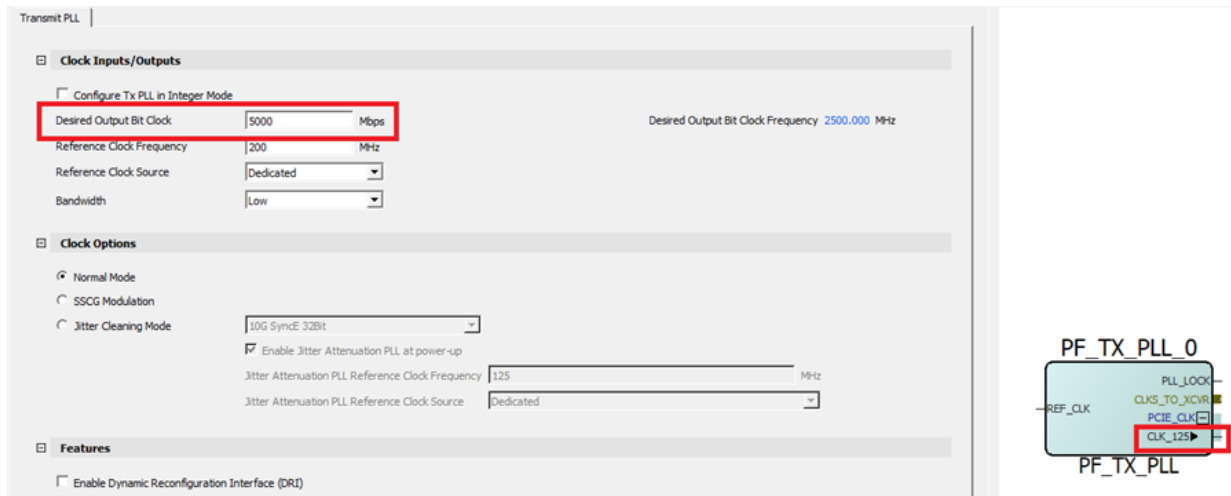 Transmit PLL
Clock Inputs/Outputs
Configure Tx PLL in Integer Mode
Desired Output Bit Clock 5000 Mbps Desired Output Bit Clock Frequency 2500.000 MHz
Reference Clock Frequency 200 MHz
Reference Clock Source Dedicated
Bandwidth Low
Clock Options
Normal Mode
SSCG Modulation
Jitter Cleaning Mode 10G SyncE 32Bit
Enable Jitter Attenuation PLL at power-up
Jitter Attenuation PLL Reference Clock Frequency 125 MHz
Jitter Attenuation PLL Reference Clock Source Dedicated
Features
Enable Dynamic Reconfiguration Interface (DRI)
PF_TX_PLL_0
PLL_LOCK
CLKS_TO_XCVR
REF_CLK
PCIE_CLK
CLK_125
PF_TX_PLL